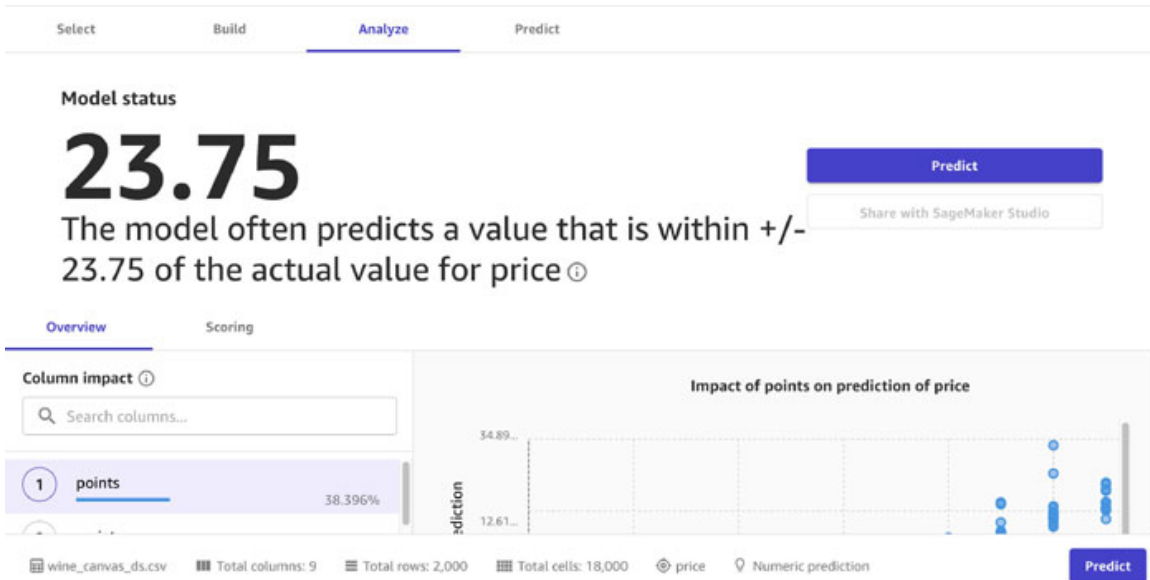 Select Build Analyze Predict
Model status
23.75
The model often predicts a value that is within +/-
23.75 of the actual value for price
Predict
Share with SageMaker Studio
Overview Scoring
Column impact
Search columns...
1 points
38.396%
Impact of points on prediction of price
34.89...
12.61...
wine_canvas_ds.csv Total columns: 9 Total rows: 2,000 Total cells: 18,000 price Numeric prediction Predict